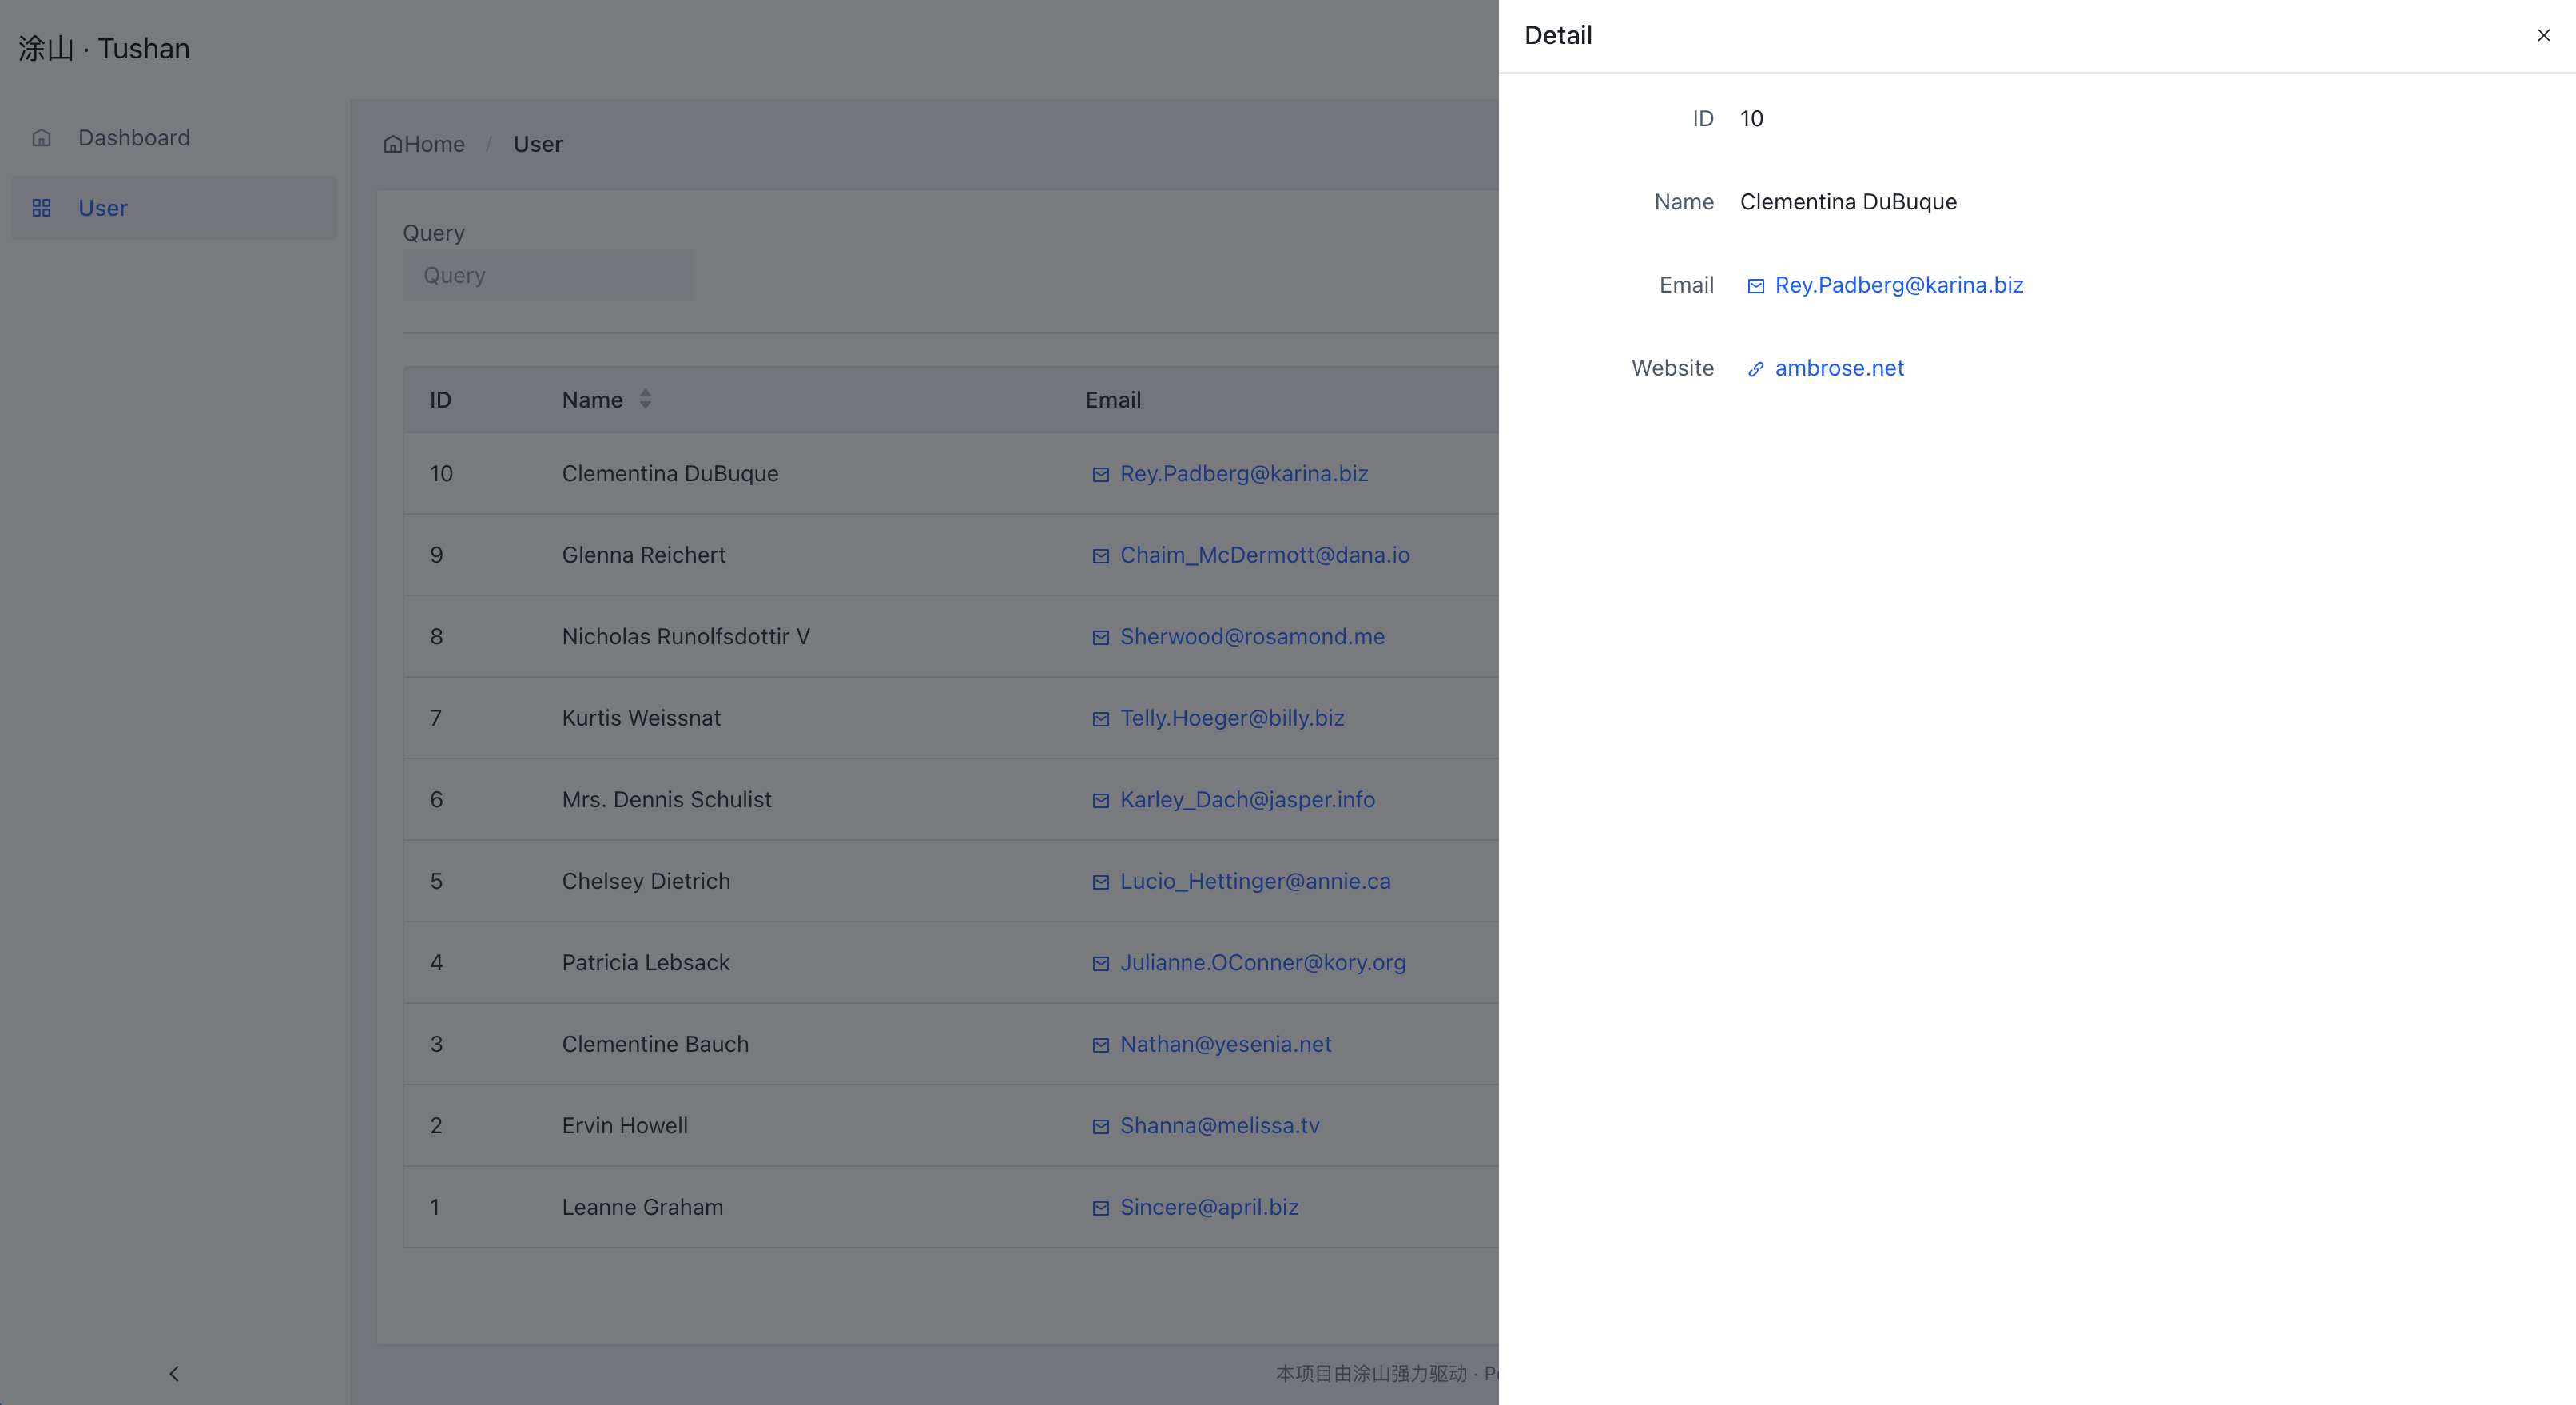 涂山 · Tushan
Dashboard
User
Home / User
Query
Query
ID Name Email
10 Clementina DuBuque Rey.Padberg@karina.biz
9 Glenna Reichert Chaim_McDermott@dana.io
8 Nicholas Runolfsdottir V Sherwood@rosamond.me
7 Kurtis Weissnat Telly.Hoeger@billy.biz
6 Mrs. Dennis Schulist Karley_Dach@jasper.info
5 Chelsey Dietrich Lucio_Hettinger@annie.ca
4 Patricia Lebsack Julianne.OConner@kory.org
3 Clementine Bauch Nathan@yesenia.net
2 Ervin Howell Shanna@melissa.tv
1 Leanne Graham Sincere@april.biz
本项目由涂山强力驱动 ·
Detail
ID 10
Name Clementina DuBuque
Email Rey.Padberg@karina.biz
Website ambrose.net